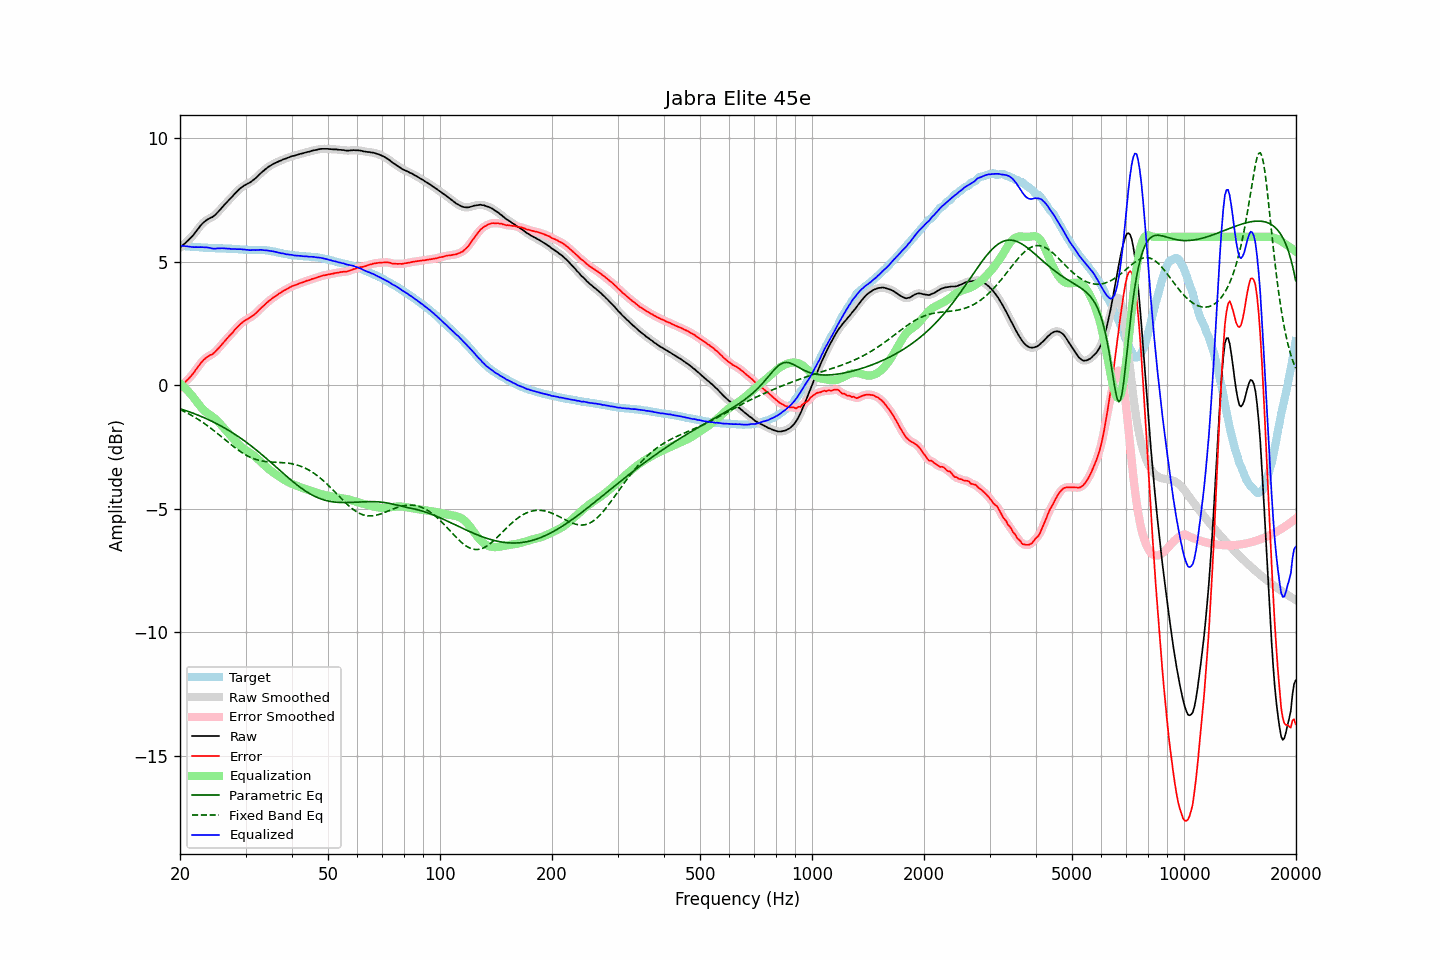 Jabra Elite 45e
Amplitude (dBr)
10
5
0
−5
−10
−15
Target
Raw Smoothed
Error Smoothed
Raw
Error
Equalization
Parametric Eq
Fixed Band Eq
Equalized
20 50 100 200 500 1000 2000 5000 10000 20000
Frequency (Hz)